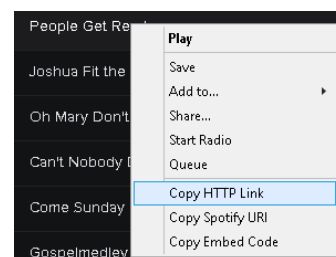 People Get Re
Joshua Fit the
Oh Mary Don't
Can't Nobody
Come Sunday
Gospelmedley
Play
Save
Add to...
Share...
Start Radio
Queue
Copy HTTP Link
Copy Spotify URI
Copy Embed Code